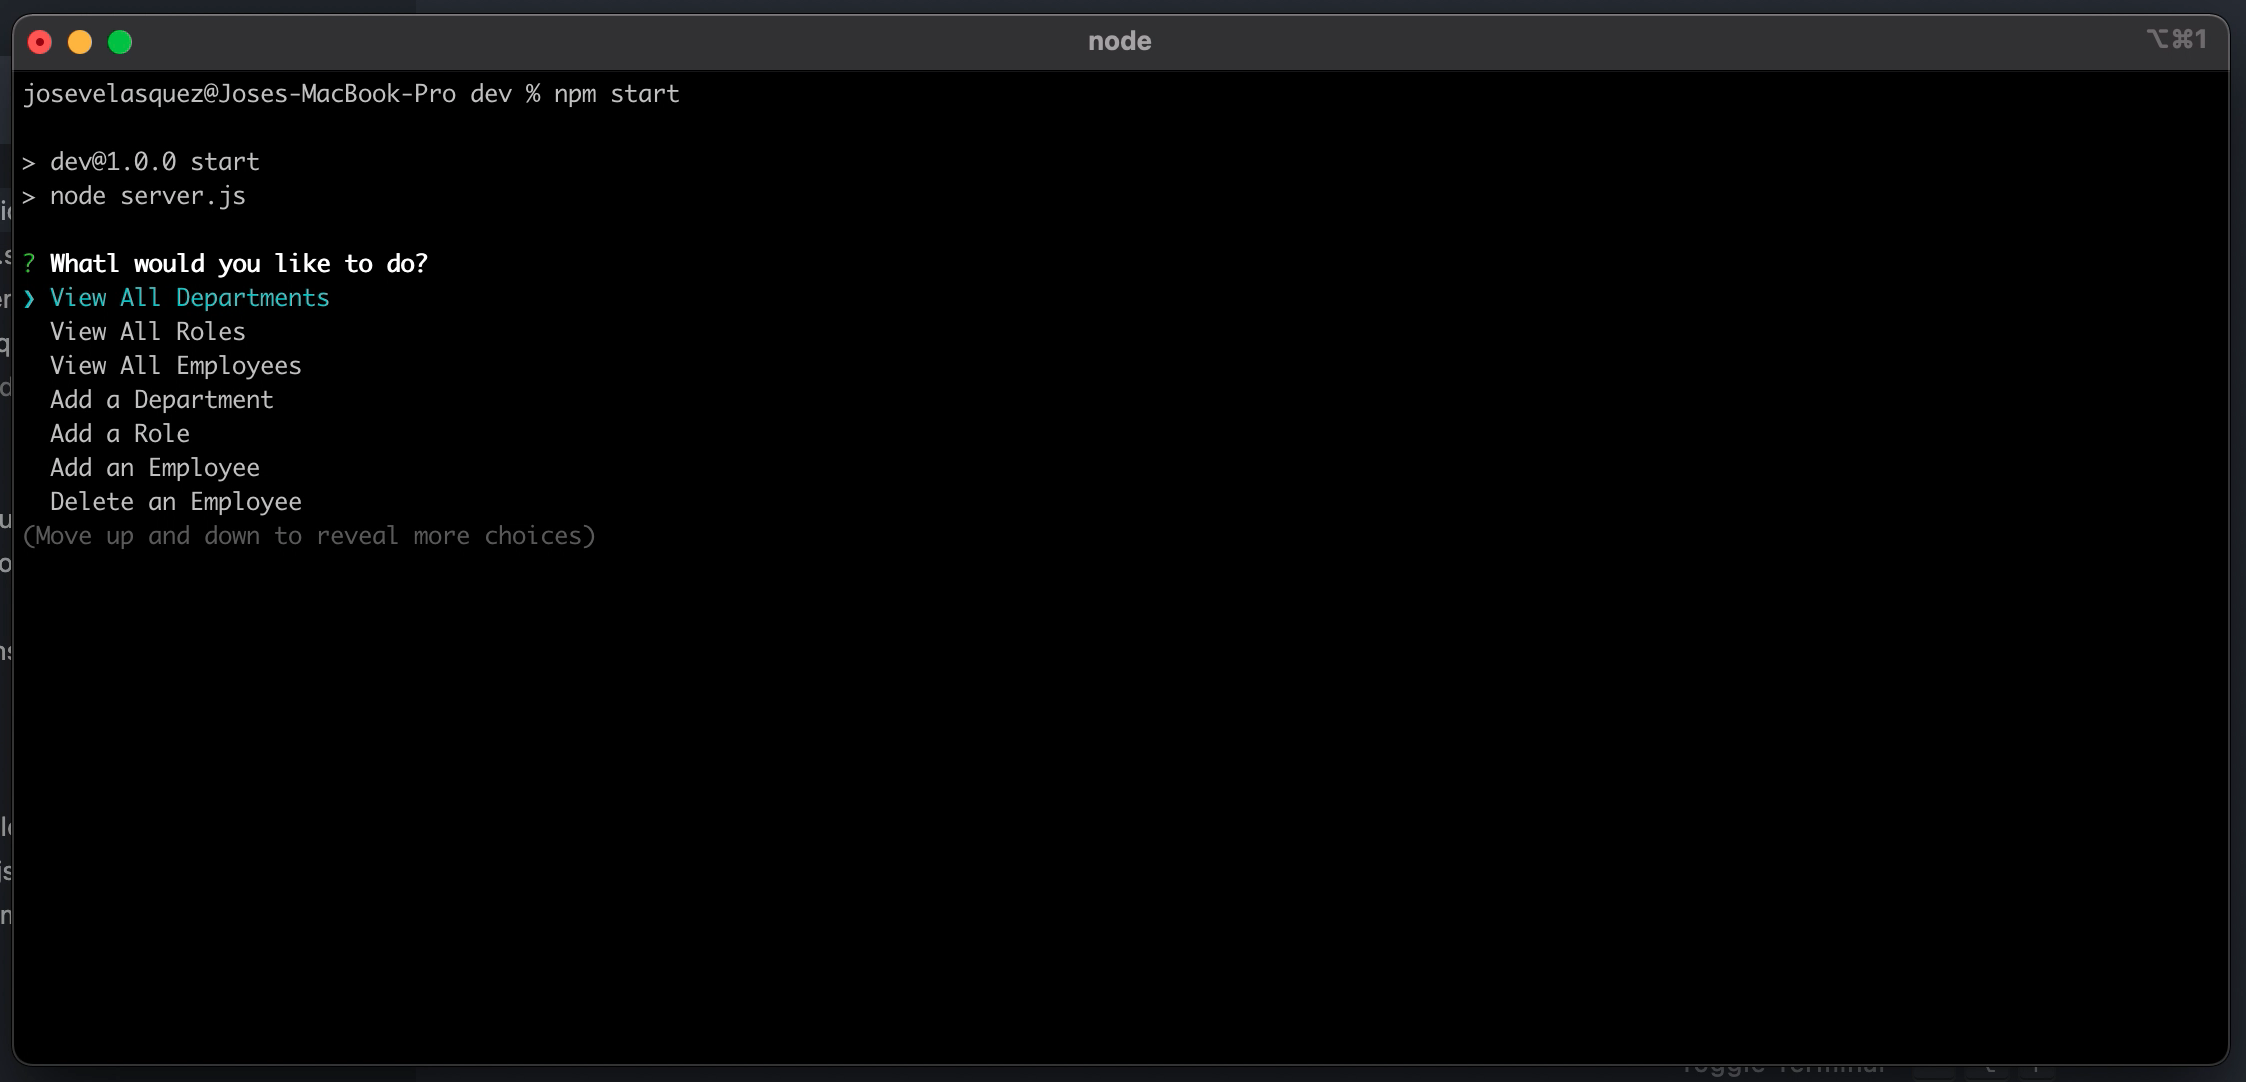 node
⌥⌘1
josevelasquez@Joses-MacBook-Pro dev % npm start
> dev@1.0.0 start
> node server.js
? Whatl would you like to do?
❯ View All Departments
View All Roles
View All Employees
Add a Department
Add a Role
Add an Employee
Delete an Employee
(Move up and down to reveal more choices)